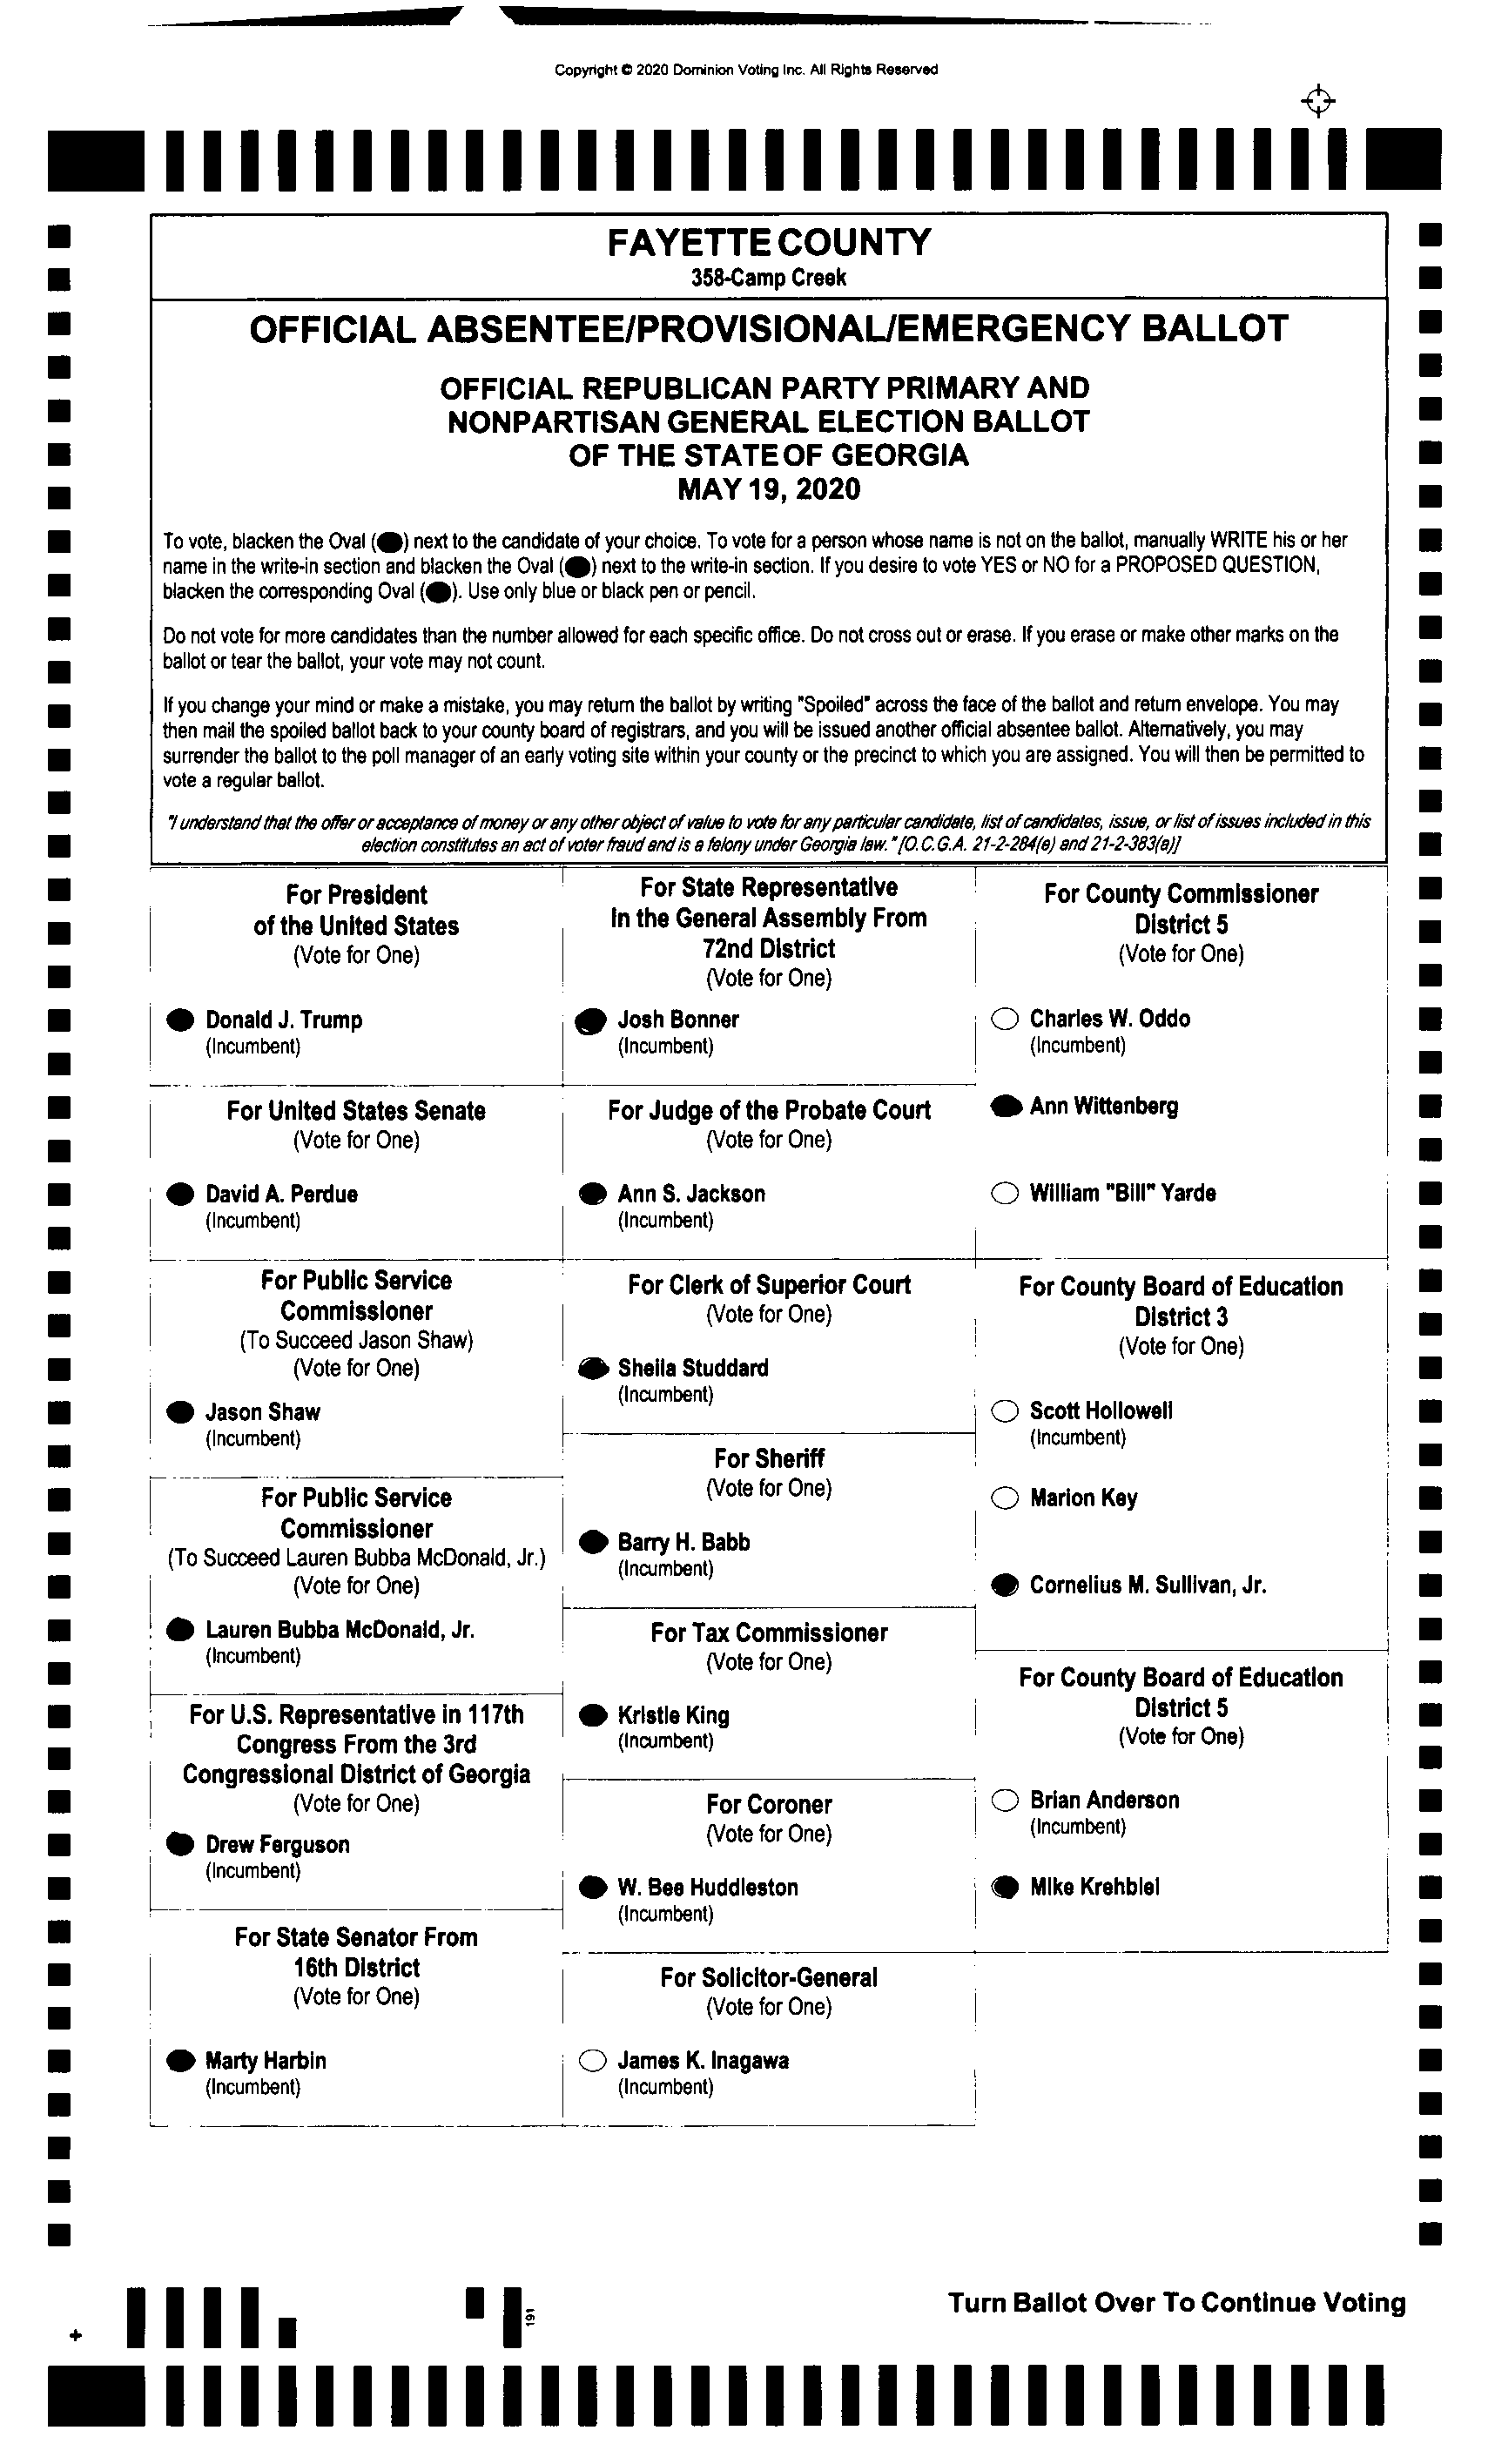 Copyright © 2020 Dominion Voting Inc. All Rights Reserved
FAYETTE COUNTY
358-Camp Creek
OFFICIAL ABSENTEE/PROVISIONAL/EMERGENCY BALLOT
OFFICIAL REPUBLICAN PARTY PRIMARY AND
NONPARTISAN GENERAL ELECTION BALLOT
OF THE STATE OF GEORGIA
MAY 19, 2020
To vote, blacken the Oval ( ) next to the candidate of your choice. To vote for a person whose name is not on the ballot, manually WRITE his or her
name in the write-in section and blacken the Oval ( ) next to the write-in section. If you desire to vote YES or NO for a PROPOSED QUESTION,
blacken the corresponding Oval ( ). Use only blue or black pen or pencil.
Do not vote for more candidates than the number allowed for each specific office. Do not cross out or erase. If you erase or make other marks on the
ballot or tear the ballot, your vote may not count.
If you change your mind or make a mistake, you may return the ballot by writing "Spoiled" across the face of the ballot and return envelope. You may
then mail the spoiled ballot back to your county board of registrars, and you will be issued another official absentee ballot. Alternatively, you may
surrender the ballot to the poll manager of an early voting site within your county or the precinct to which you are assigned. You will then be permitted to
vote a regular ballot.
"I understand that the offer or acceptance of money or any other object of value to vote for any particular candidate, list of candidates, issue, or list of issues included in this
election constitutes an act of voter fraud and is a felony under Georgia law." [O.C.G.A. 21-2-284(e) and 21-2-383(a)]
For President
of the United States
(Vote for One)
Donald J. Trump
(Incumbent)
For United States Senate
(Vote for One)
David A. Perdue
(Incumbent)
For Public Service
Commissioner
(To Succeed Jason Shaw)
(Vote for One)
Jason Shaw
(Incumbent)
For Public Service
Commissioner
(To Succeed Lauren Bubba McDonald, Jr.)
(Vote for One)
Lauren Bubba McDonald, Jr.
(Incumbent)
For U.S. Representative in 117th
Congress From the 3rd
Congressional District of Georgia
(Vote for One)
Drew Ferguson
(Incumbent)
For State Senator From
16th District
(Vote for One)
Marty Harbin
(Incumbent)
For State Representative
In the General Assembly From
72nd District
(Vote for One)
Josh Bonner
(Incumbent)
For Judge of the Probate Court
(Vote for One)
Ann S. Jackson
(Incumbent)
For Clerk of Superior Court
(Vote for One)
Sheila Studdard
(Incumbent)
For Sheriff
(Vote for One)
Barry H. Babb
(Incumbent)
For Tax Commissioner
(Vote for One)
Kristie King
(Incumbent)
For Coroner
(Vote for One)
W. Bee Huddleston
(Incumbent)
For Solicitor-General
(Vote for One)
James K. Inagawa
(Incumbent)
For County Commissioner
District 5
(Vote for One)
Charles W. Oddo
(Incumbent)
Ann Wittenberg
William "Bill" Yarde
For County Board of Education
District 3
(Vote for One)
Scott Hollowell
(Incumbent)
Marion Key
Cornelius M. Sullivan, Jr.
For County Board of Education
District 5
(Vote for One)
Brian Anderson
(Incumbent)
Mike Krehbiel
Turn Ballot Over To Continue Voting
191